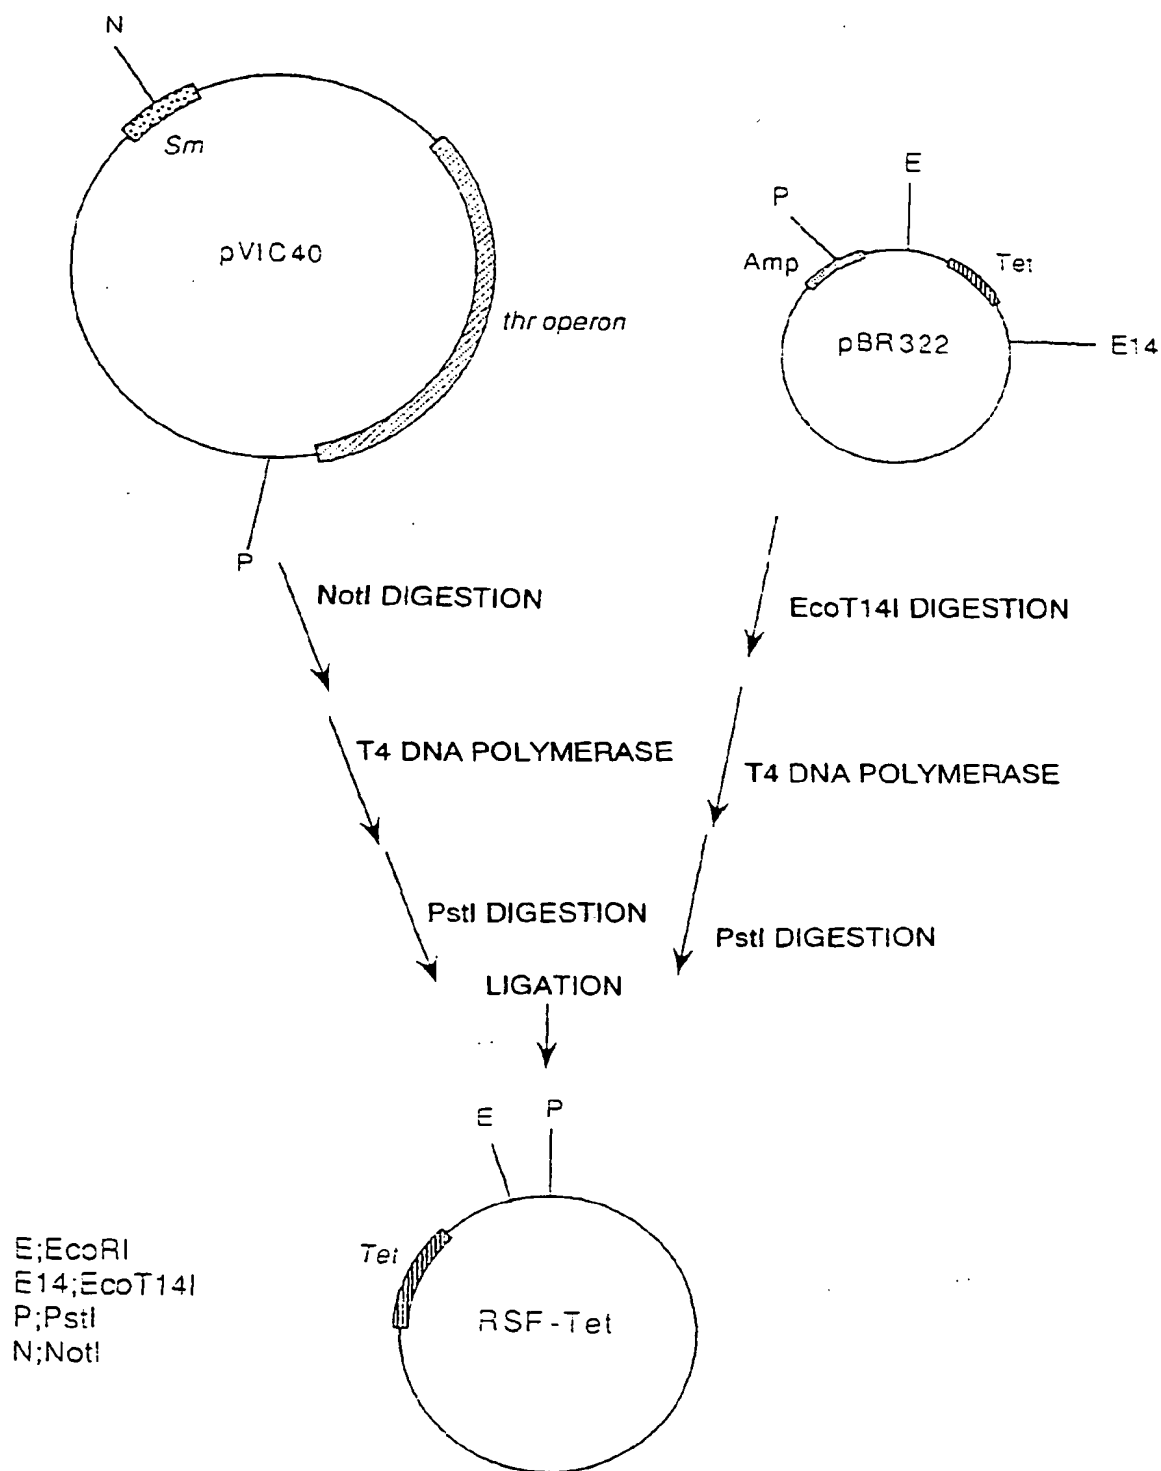 N
Sm
pVIC40
thr operon
P
E
P
Amp
Tet
pBR322
E14
NotI DIGESTION
EcoT14I DIGESTION
T4 DNA POLYMERASE
T4 DNA POLYMERASE
PstI DIGESTION
PstI DIGESTION
LIGATION
E
P
Tet
RSF-Tet
E;EcoRI
E14;EcoT14I
P;PstI
N;NotI